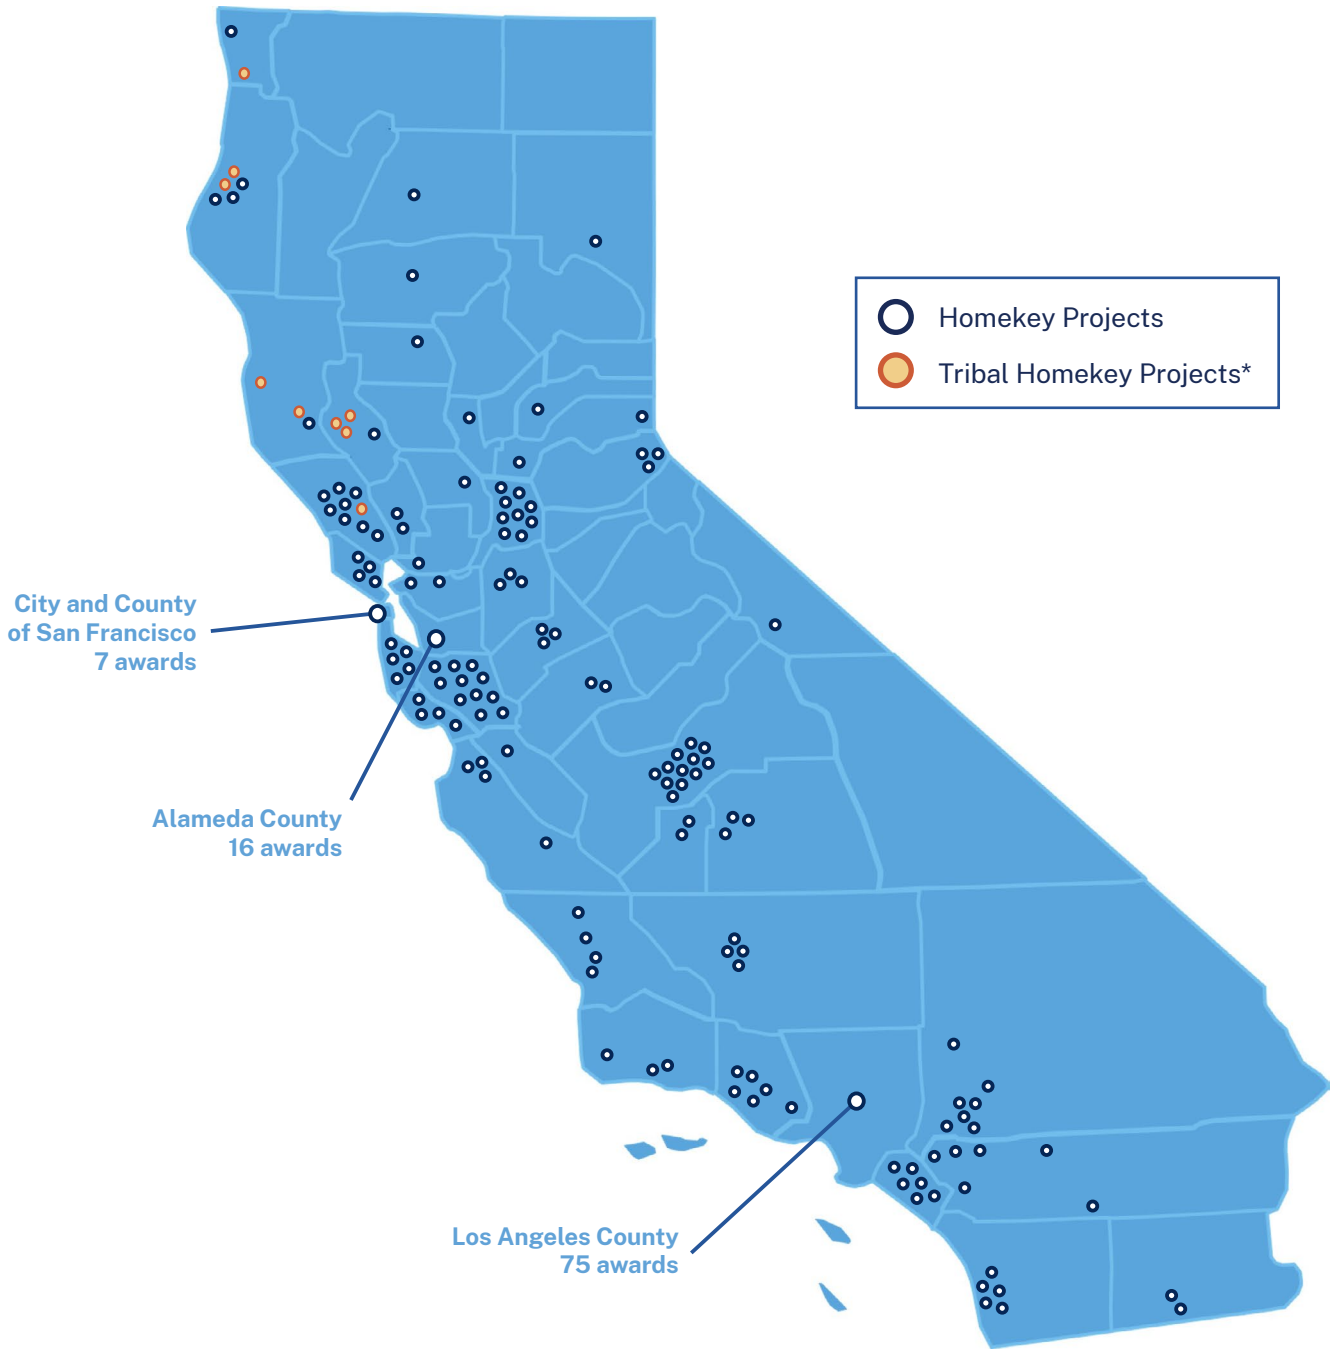 Homekey Projects
Tribal Homekey Projects*
City and County
of San Francisco
7 awards
Alameda County
16 awards
Los Angeles County
75 awards